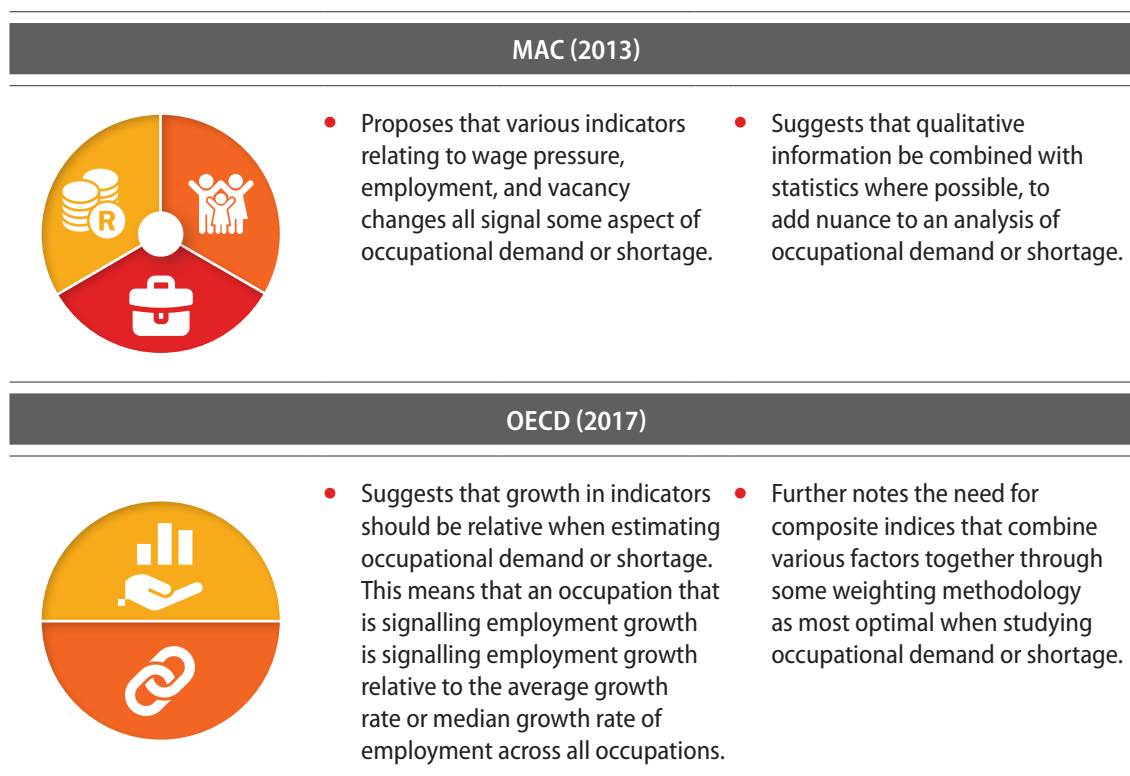 MAC (2013)
R
● Proposes that various indicators
relating to wage pressure,
employment, and vacancy
changes all signal some aspect of
occupational demand or shortage.
● Suggests that qualitative
information be combined with
statistics where possible, to
add nuance to an analysis of
occupational demand or shortage.
OECD (2017)
● Suggests that growth in indicators
should be relative when estimating
occupational demand or shortage.
This means that an occupation that
is signalling employment growth
is signalling employment growth
relative to the average growth
rate or median growth rate of
employment across all occupations.
● Further notes the need for
composite indices that combine
various factors together through
some weighting methodology
as most optimal when studying
occupational demand or shortage.